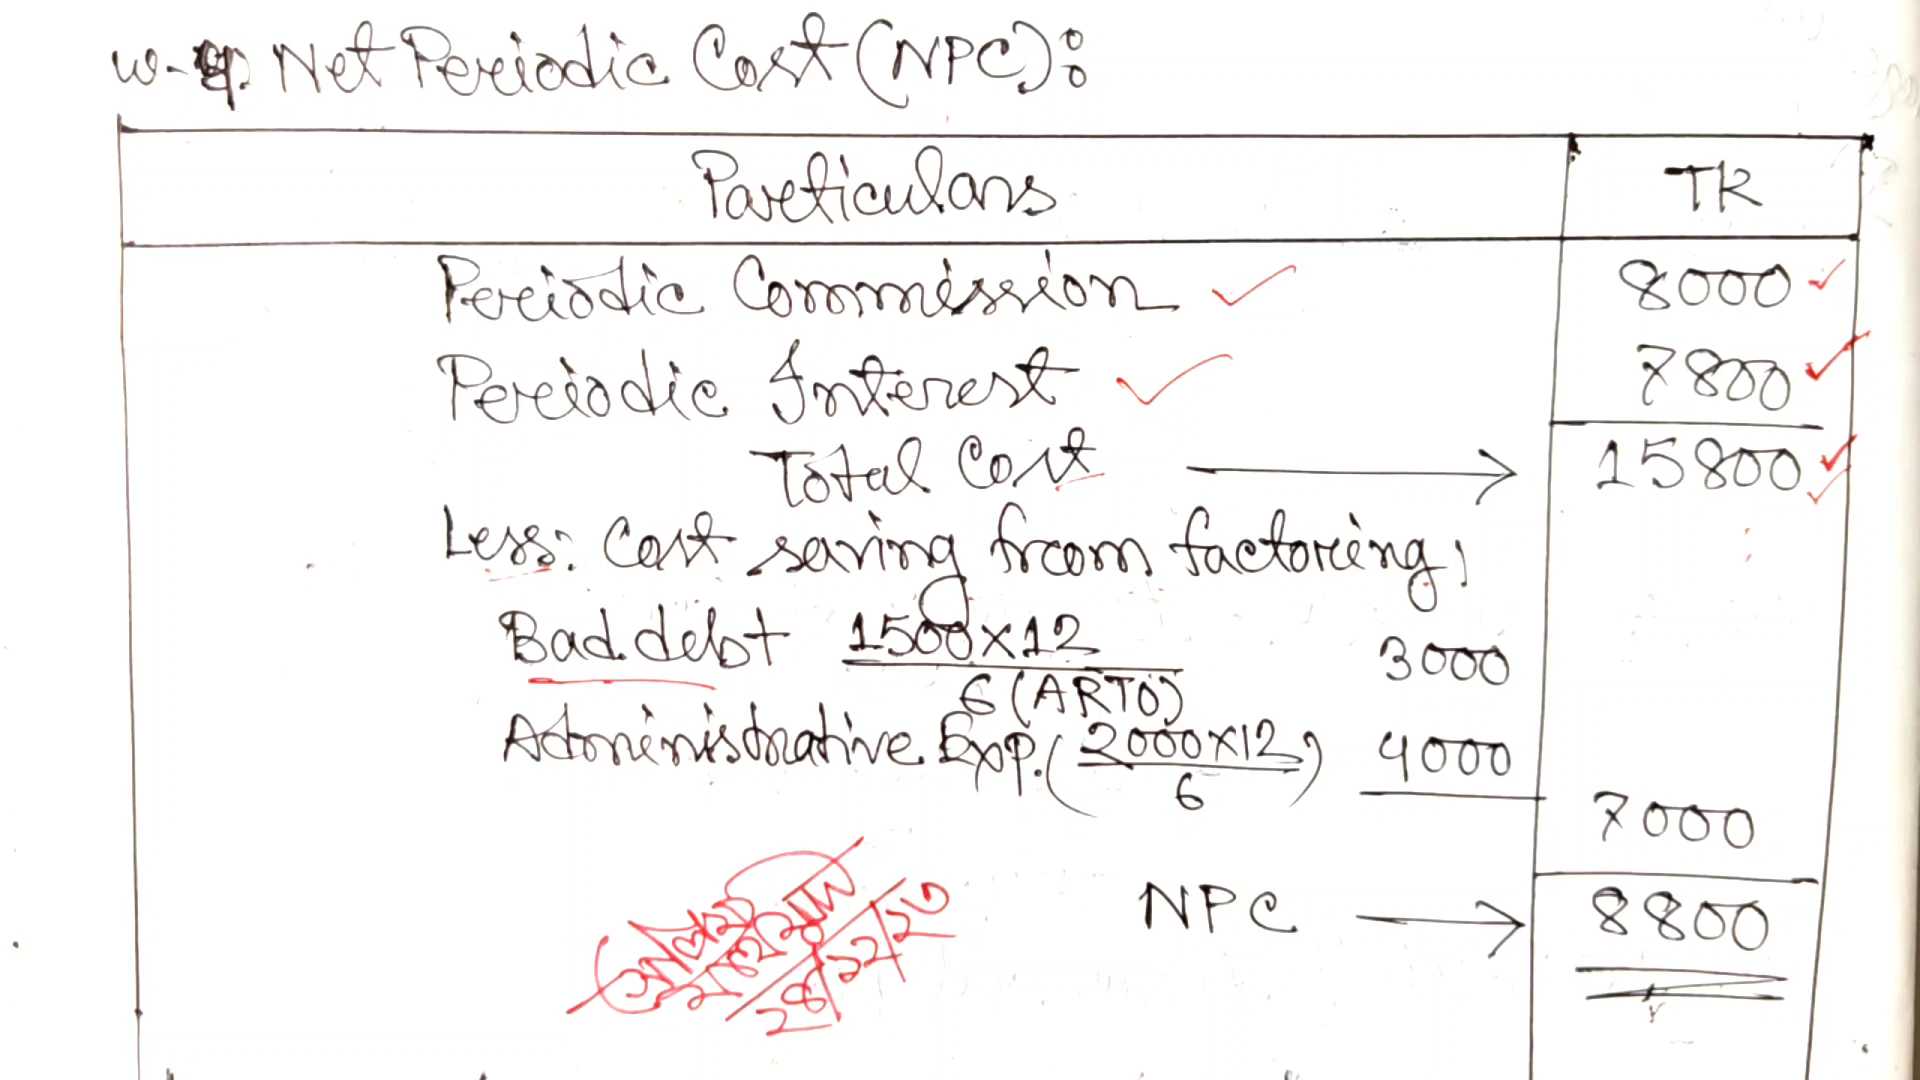 Net Periodic Cost (NPC):
Particulars TK
Periodic Commission ✓ 8000 ✓
Periodic Interest ✓ 7800 ✓
Total Cost → 15800 ✓
Less: Cost saving from factoring,
Bad debt 1500×12 / 6 (ARTO) 3000
Administrative Exp. (2000×12 / 6) 4000
7000
NPC → 8800